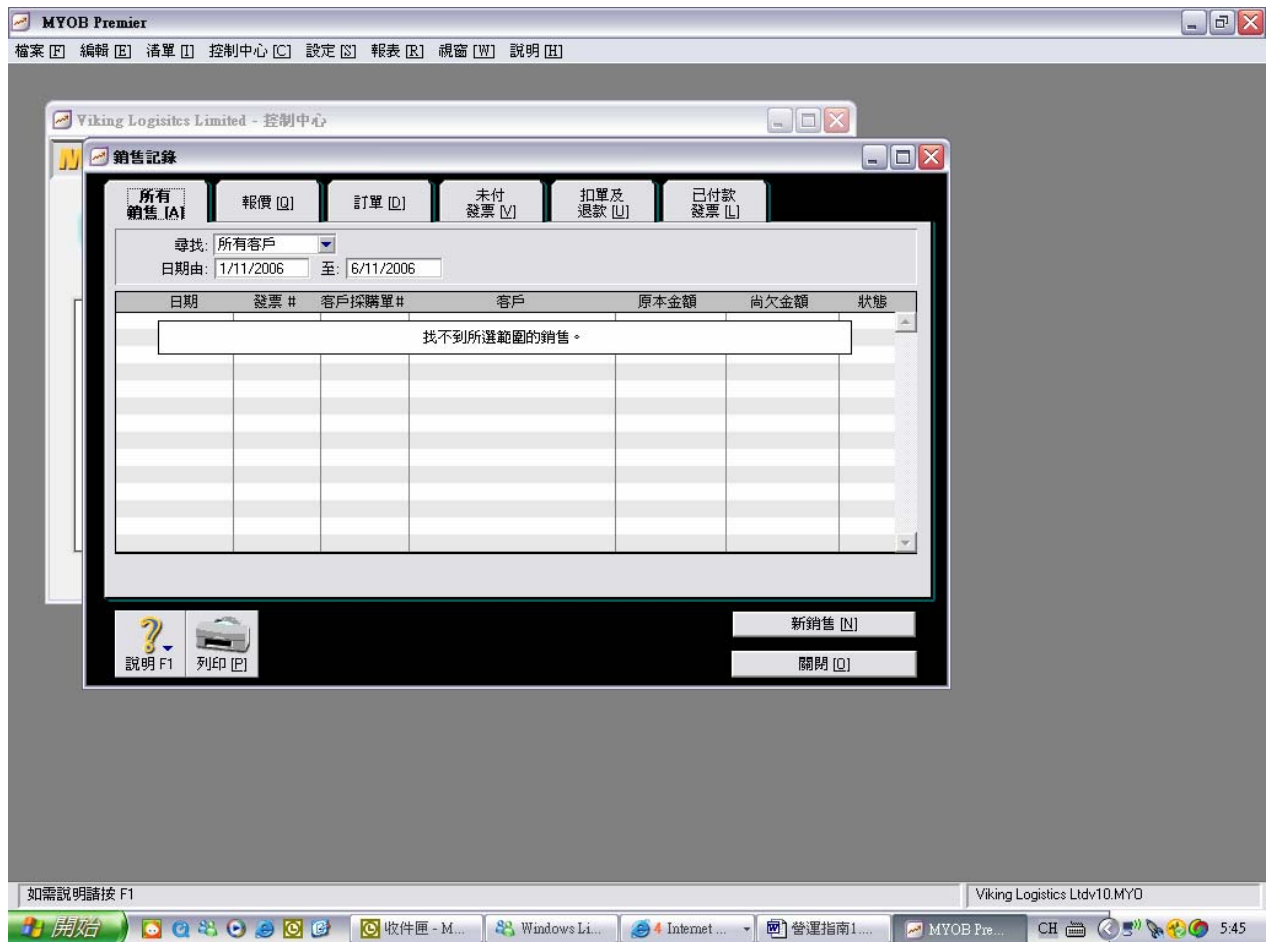 MYOB Premier
檔案 [F] 編輯 [E] 清單 [I] 控制中心 [C] 設定 [S] 報表 [R] 視窗 [W] 說明 [H]
Viking Logisitcs Limited - 控制中心
銷售記錄
所有
銷售 [A]
報價 [Q]
訂單 [D]
未付
發票 [V]
扣單及
退款 [U]
已付款
發票 [L]
尋找: 所有客戶
日期由: 1/11/2006 至: 6/11/2006
日期 發票 # 客戶採購單# 客戶 原本金額 尚欠金額 狀態
找不到所選範圍的銷售。
新銷售 [N]
說明 F1 列印 [P] 關閉 [O]
如需說明請按 F1 Viking Logistics Ltdv10.MYO
開始 收件匣 - M... Windows Li... 4 Internet ... 營運指南1.... MYOB Pre... CH 5:45